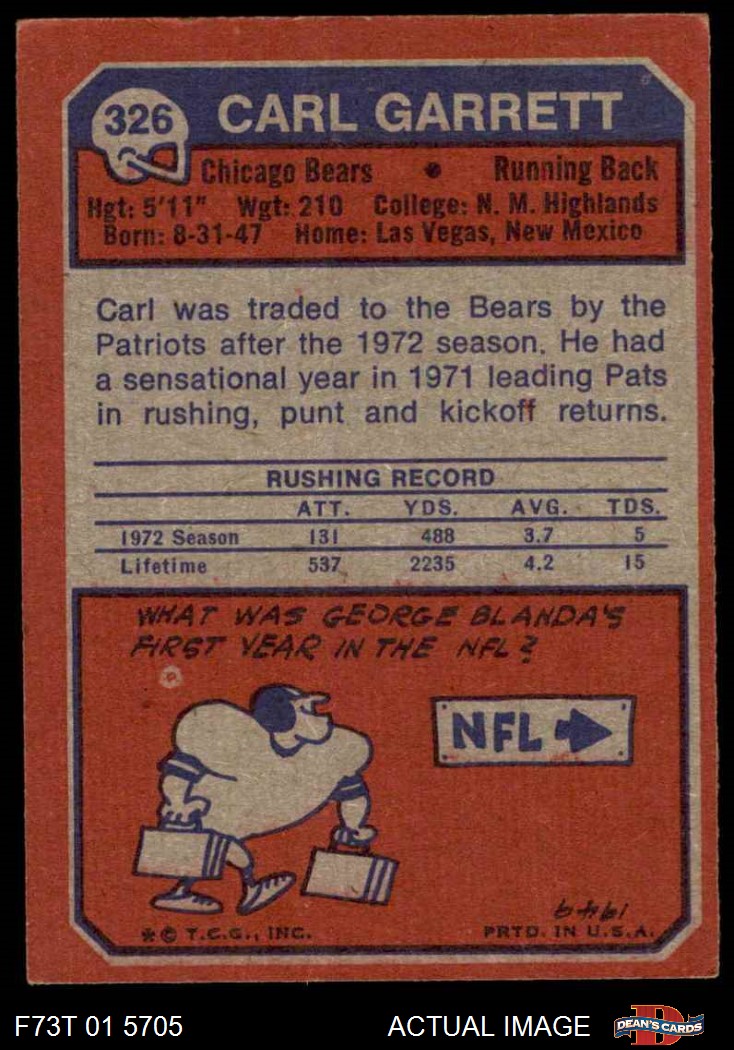 326
CARL GARRETT
Chicago Bears • Running Back
Hgt: 5'11" Wgt: 210 College: N. M. Highlands
Born: 8-31-47 Home: Las Vegas, New Mexico
Carl was traded to the Bears by the
Patriots after the 1972 season. He had
a sensational year in 1971 leading Pats
in rushing, punt and kickoff returns.
RUSHING RECORD
ATT. YDS. AVG. TDS.
1972 Season 131 488 3.7 5
Lifetime 537 2235 4.2 15
WHAT WAS GEORGE BLANDA'S
FIRST YEAR IN THE NFL?
NFL
1949
* © T.C.G., INC. PRTD. IN U.S.A.
F73T 01 5705 ACTUAL IMAGE
D
DEAN'S CARDS